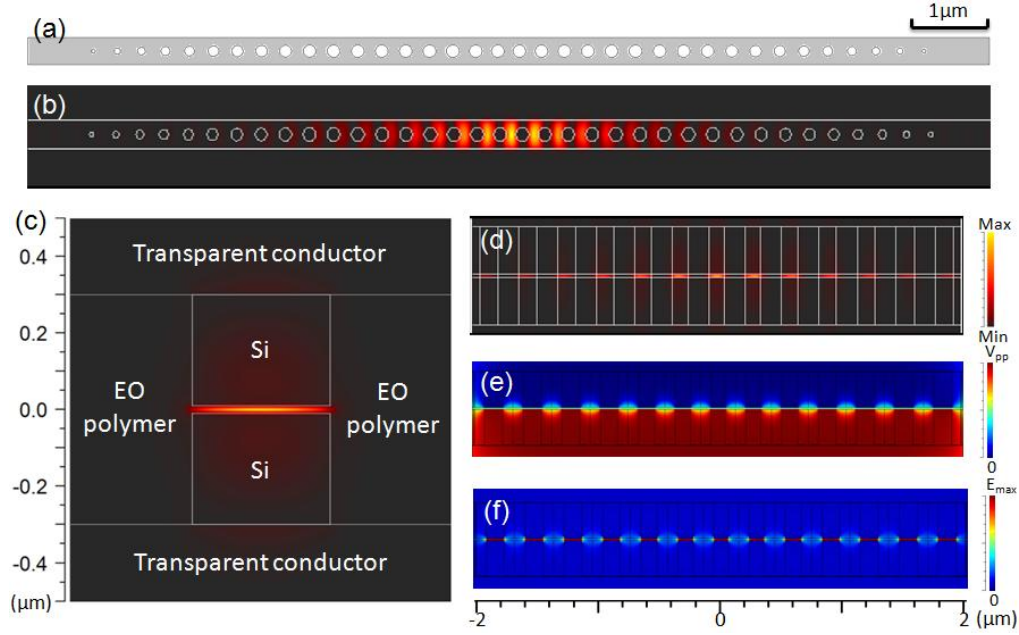 1μm
(a)
(b)
(c)
0.4
0.2
0.0
-0.2
-0.4
(μm)
Transparent conductor
Si
EO
polymer
EO
polymer
Si
Transparent conductor
(d)
Max
Min
(e)
Vpp
0
(f)
Emax
0
-2
0
2
(μm)